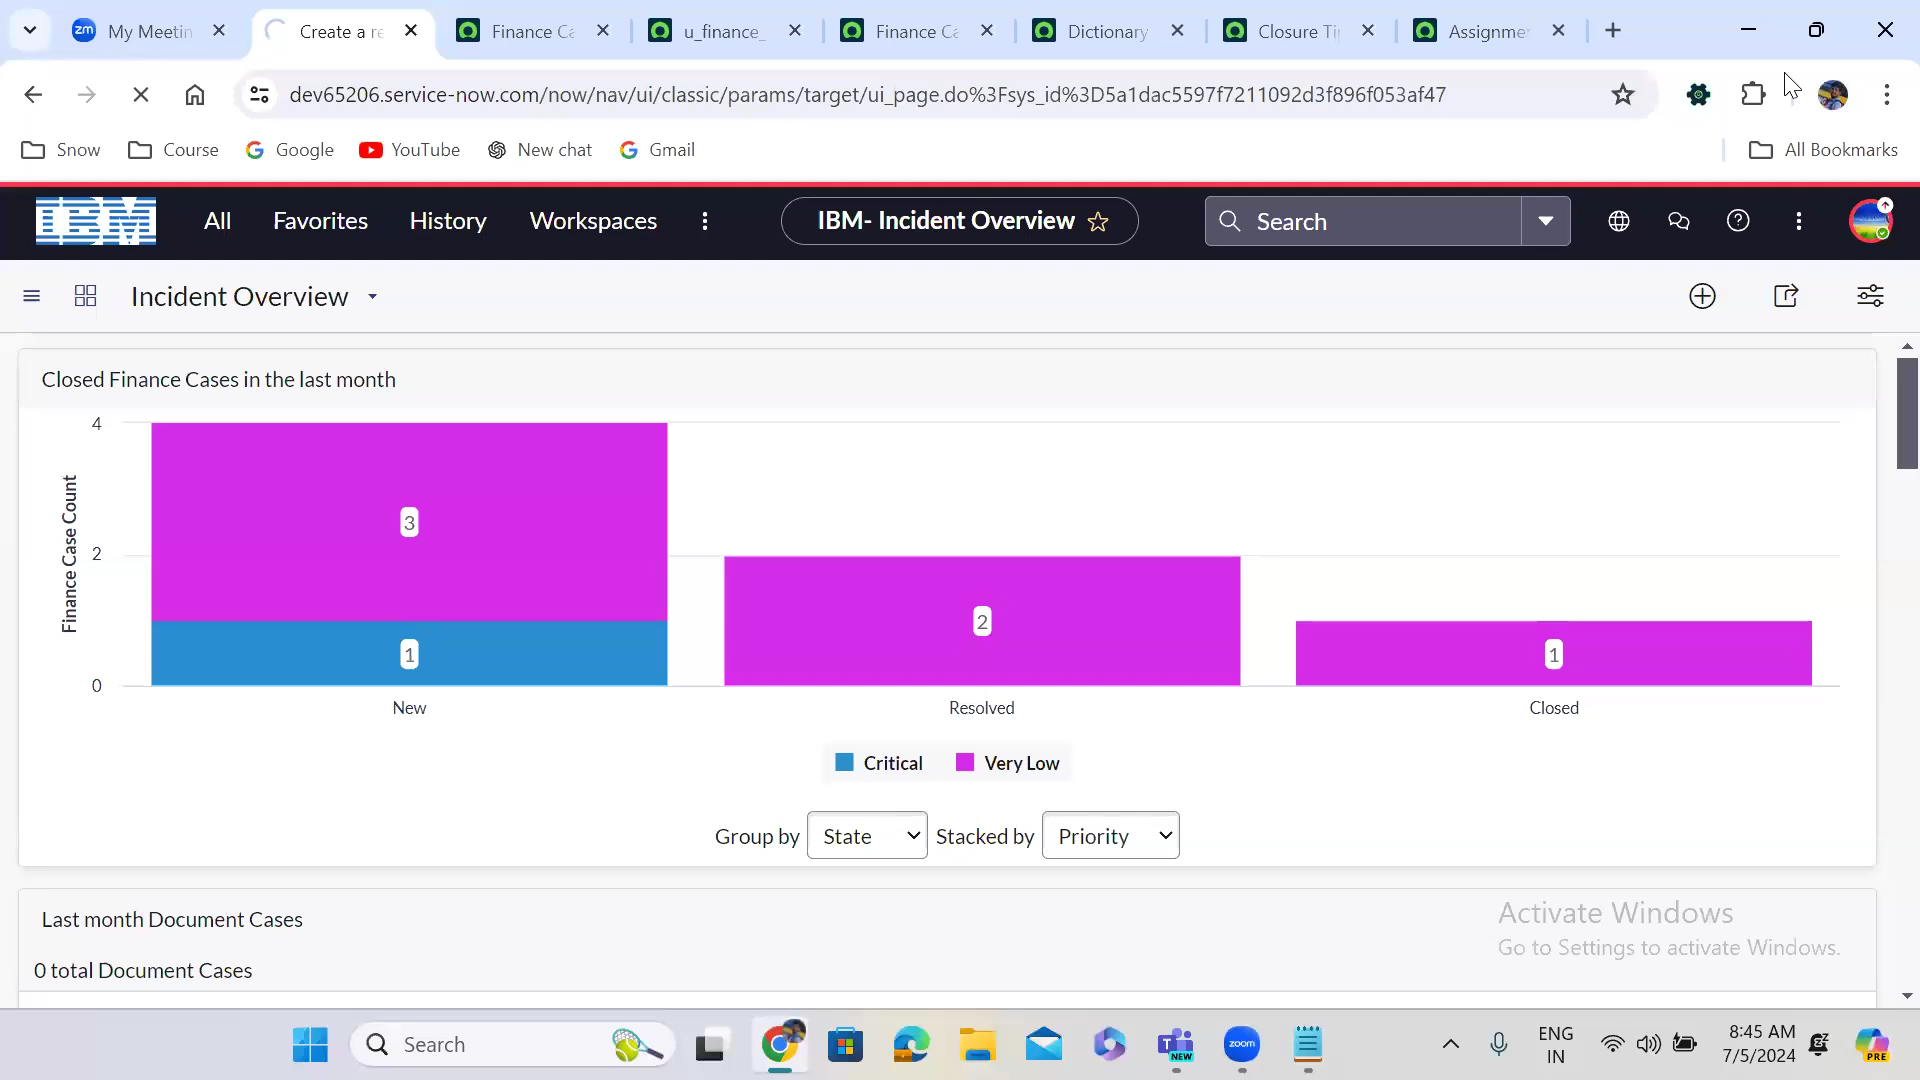 zm My Meetin
Create a re
Finance Ca
u_finance_
Finance Ca
Dictionary
Closure Ti
Assignme
dev65206.service-now.com/now/nav/ui/classic/params/target/ui_page.do%3Fsys_id%3D5a1dac5597f7211092d3f896f053af47
Snow Course Google YouTube New chat Gmail All Bookmarks
IBM All Favorites History Workspaces IBM- Incident Overview Search
Incident Overview
Closed Finance Cases in the last month
Finance Case Count
4
2
0
3
1
2
1
New Resolved Closed
Critical Very Low
Group by State Stacked by Priority
Last month Document Cases
0 total Document Cases
Activate Windows
Go to Settings to activate Windows.
Search
NEW
zoom
ENG
IN
8:45 AM
7/5/2024
PRE